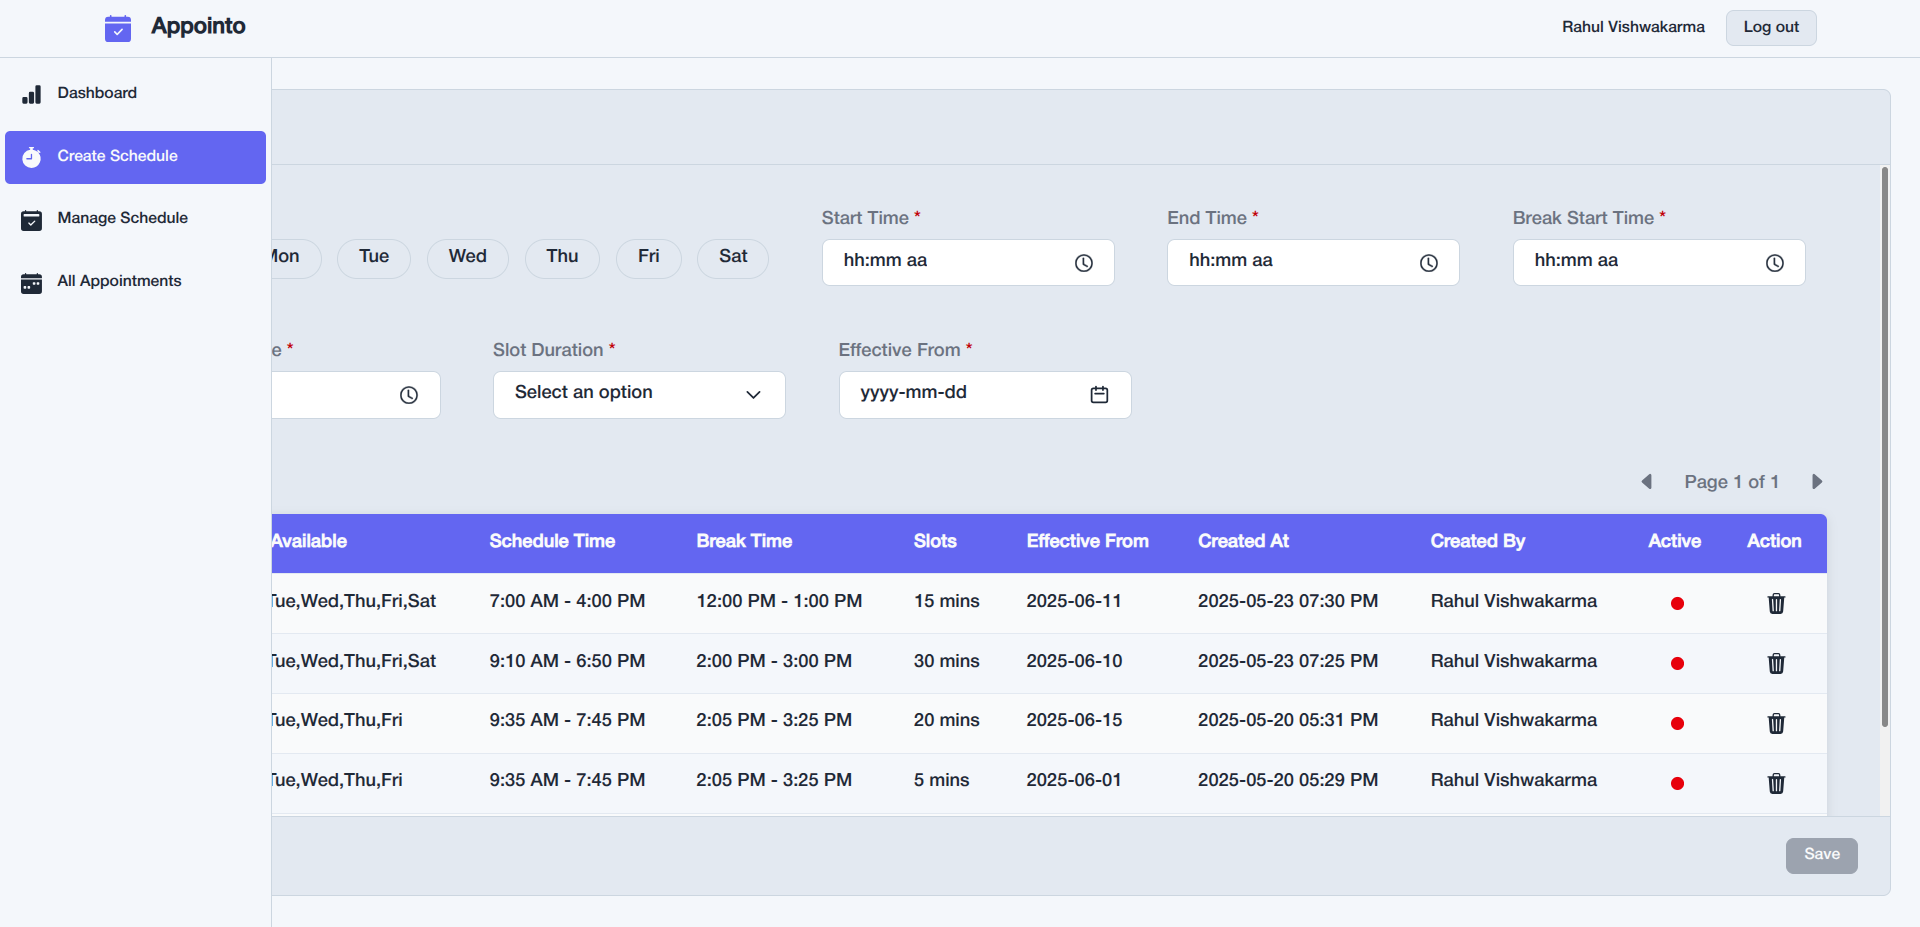 Appointo
Rahul Vishwakarma Log out
Dashboard
Create Schedule
Manage Schedule
All Appointments
Start Time * End Time * Break Start Time *
Tue Wed Thu Fri Sat hh:mm aa hh:mm aa hh:mm aa
e * Slot Duration * Effective From *
Select an option yyyy-mm-dd
Page 1 of 1
Available Schedule Time Break Time Slots Effective From Created At Created By Active Action
Tue,Wed,Thu,Fri,Sat 7:00 AM - 4:00 PM 12:00 PM - 1:00 PM 15 mins 2025-06-11 2025-05-23 07:30 PM Rahul Vishwakarma
Tue,Wed,Thu,Fri,Sat 9:10 AM - 6:50 PM 2:00 PM - 3:00 PM 30 mins 2025-06-10 2025-05-23 07:25 PM Rahul Vishwakarma
Tue,Wed,Thu,Fri 9:35 AM - 7:45 PM 2:05 PM - 3:25 PM 20 mins 2025-06-15 2025-05-20 05:31 PM Rahul Vishwakarma
Tue,Wed,Thu,Fri 9:35 AM - 7:45 PM 2:05 PM - 3:25 PM 5 mins 2025-06-01 2025-05-20 05:29 PM Rahul Vishwakarma
Save